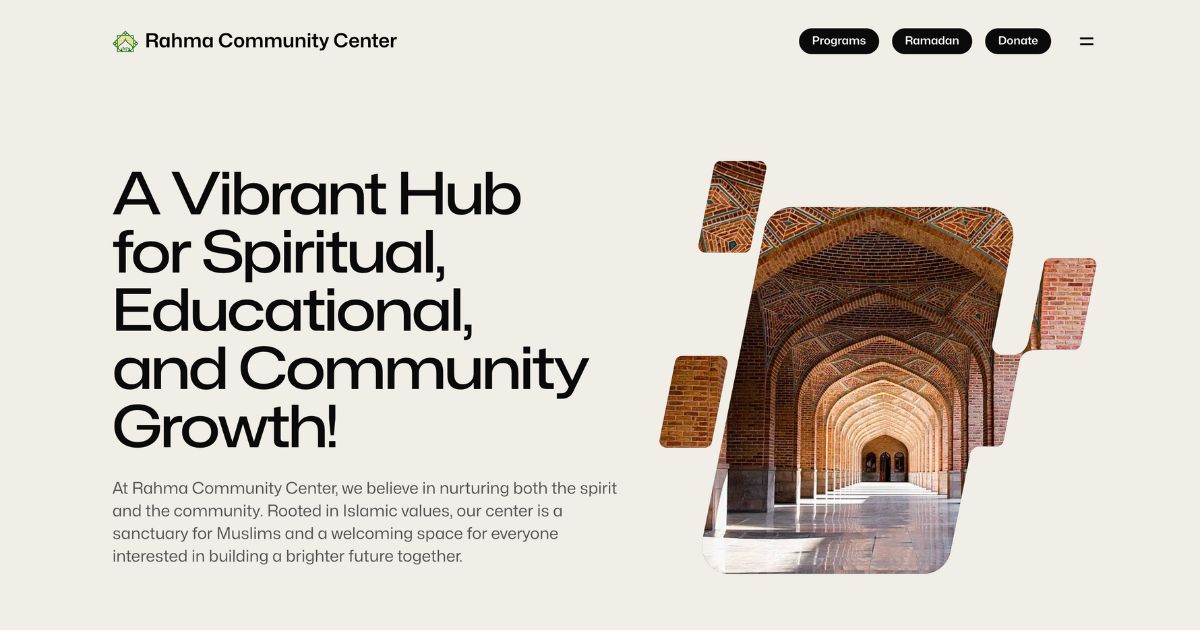 Rahma Community Center
Programs
Ramadan
Donate
A Vibrant Hub
for Spiritual,
Educational,
and Community
Growth!
At Rahma Community Center, we believe in nurturing both the spirit
and the community. Rooted in Islamic values, our center is a
sanctuary for Muslims and a welcoming space for everyone
interested in building a brighter future together.